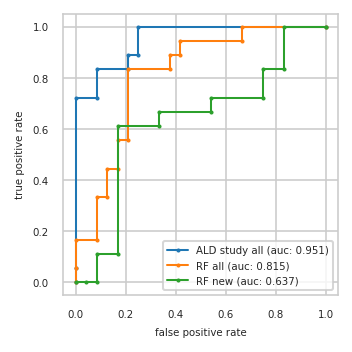 1.0
0.8
0.6
0.4
0.2
0.0
true positive rate
ALD study all (auc: 0.951)
RF all (auc: 0.815)
RF new (auc: 0.637)
0.0 0.2 0.4 0.6 0.8 1.0
false positive rate